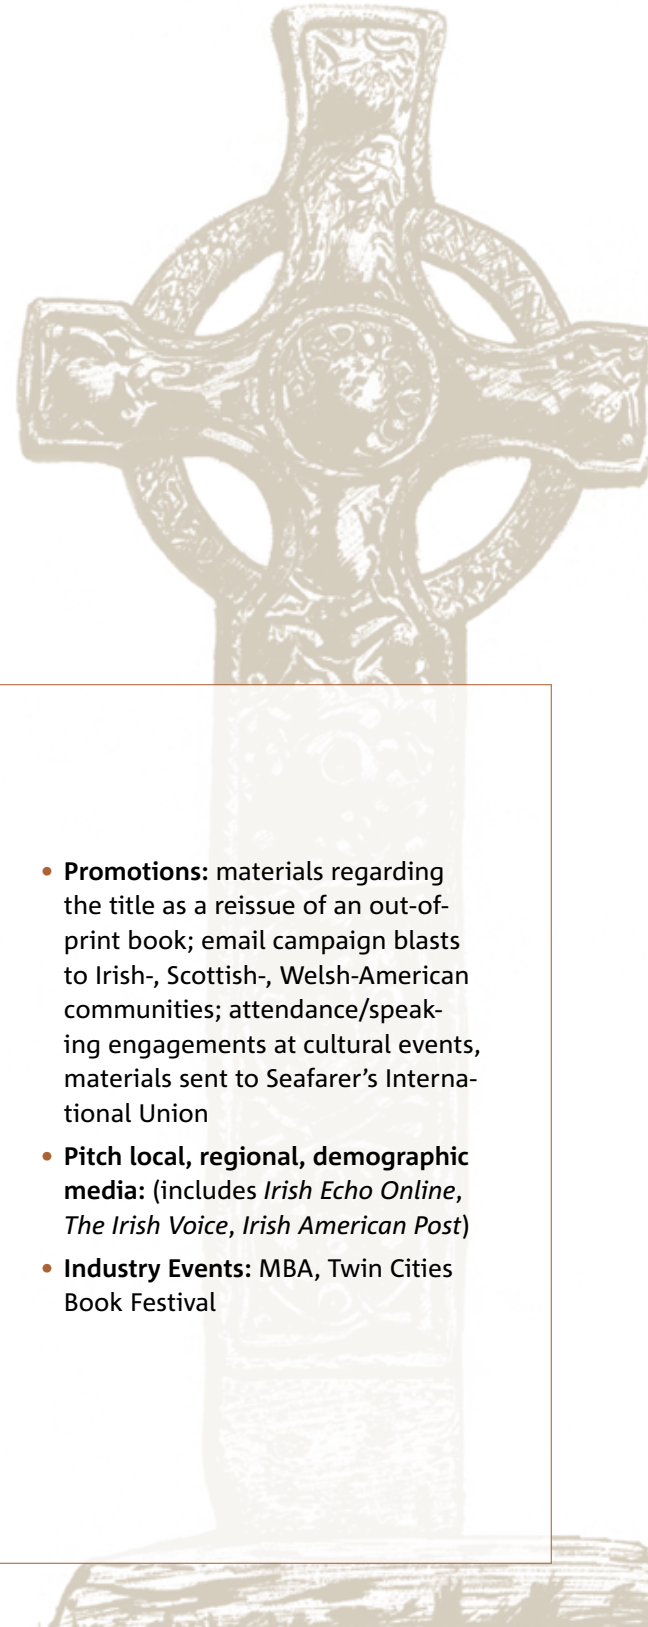 • Promotions: materials regarding
the title as a reissue of an out-of-
print book; email campaign blasts
to Irish-, Scottish-, Welsh-American
communities; attendance/speak-
ing engagements at cultural events,
materials sent to Seafarer’s Interna-
tional Union
• Pitch local, regional, demographic
media: (includes Irish Echo Online,
The Irish Voice, Irish American Post)
• Industry Events: MBA, Twin Cities
Book Festival